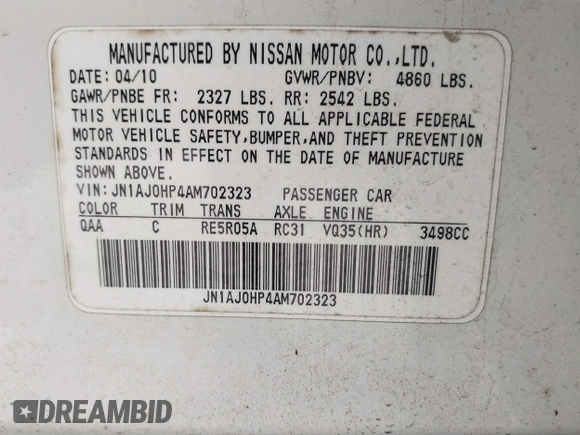 MANUFACTURED BY NISSAN MOTOR CO.,LTD.
DATE: 04/10 GVWR/PNBV: 4860 LBS.
GAWR/PNBE FR: 2327 LBS. RR: 2542 LBS.
THIS VEHICLE CONFORMS TO ALL APPLICABLE FEDERAL
MOTOR VEHICLE SAFETY,BUMPER,AND THEFT PREVENTION
STANDARDS IN EFFECT ON THE DATE OF MANUFACTURE
SHOWN ABOVE.
VIN: JN1AJ0HP4AM702323 PASSENGER CAR
COLOR TRIM TRANS AXLE ENGINE
QAA C RE5R05A RC31 VQ35(HR) 3498CC
JN1AJ0HP4AM702323
DREAMBID